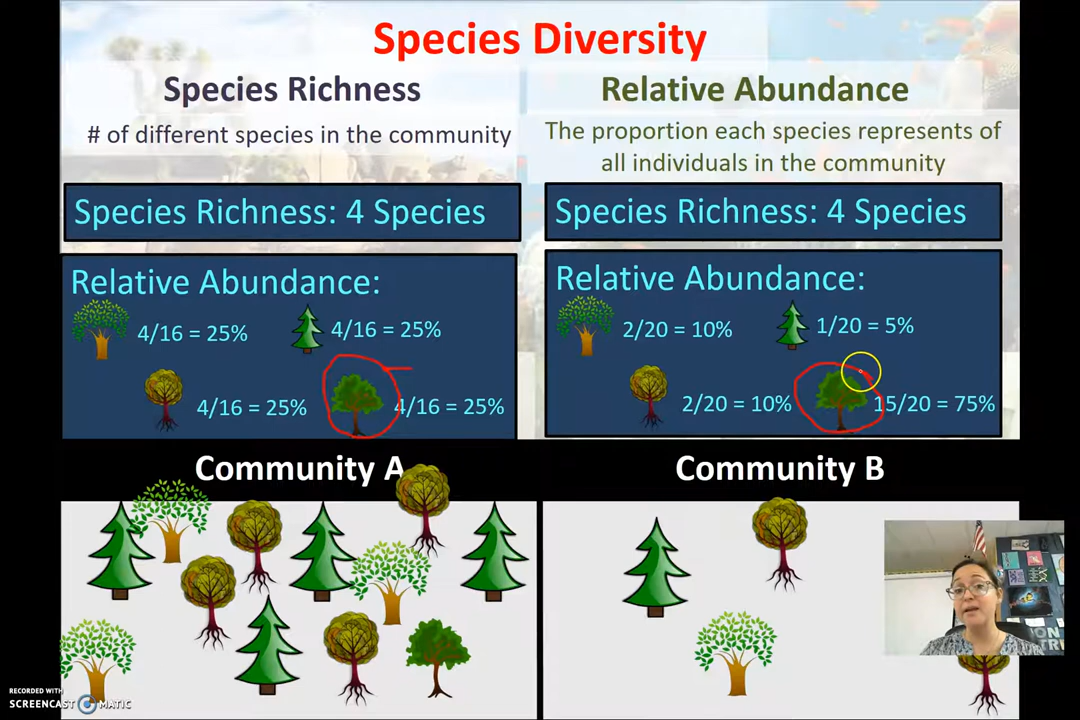 Species Diversity
Species Richness
# of different species in the community
Relative Abundance
The proportion each species represents of
all individuals in the community
Species Richness: 4 Species
Relative Abundance:
4/16 = 25%
4/16 = 25%
4/16 = 25%
4/16 = 25%
Species Richness: 4 Species
Relative Abundance:
2/20 = 10%
1/20 = 5%
2/20 = 10%
15/20 = 75%
Community A
Community B
RECORDED WITH
SCREENCAST MATIC